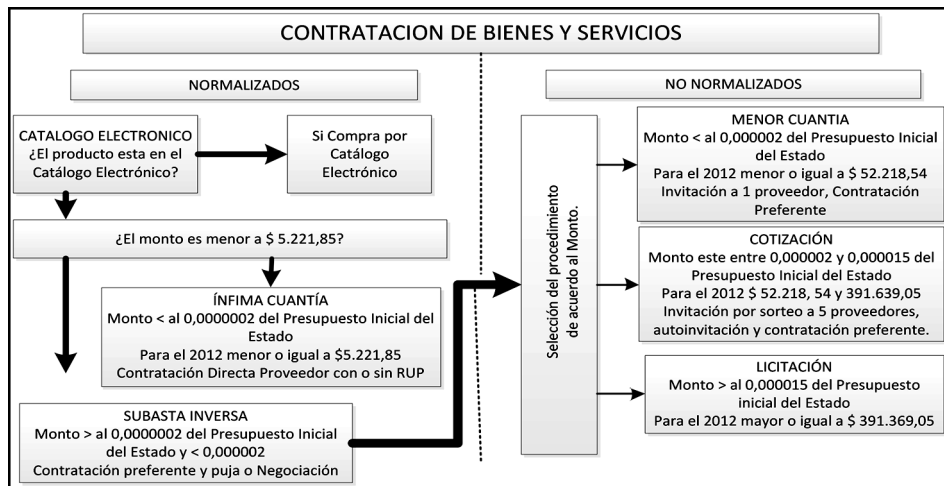 CONTRATACION DE BIENES Y SERVICIOS
NORMALIZADOS
CATALOGO ELECTRONICO
¿El producto esta en el
Catálogo Electrónico?
Si Compra por
Catálogo
Electrónico
¿El monto es menor a $ 5.221,85?
ÍNFIMA CUANTÍA
Monto < al 0,0000002 del Presupuesto Inicial del
Estado
Para el 2012 menor o igual a $5.221,85
Contratación Directa Proveedor con o sin RUP
SUBASTA INVERSA
Monto > al 0,0000002 del Presupuesto Inicial
del Estado y < 0,000002
Contratación preferente y puja o Negociación
NO NORMALIZADOS
Selección del procedimiento
de acuerdo al Monto.
MENOR CUANTIA
Monto < al 0,000002 del Presupuesto Inicial
del Estado
Para el 2012 menor o igual a $ 52.218,54
Invitación a 1 proveedor, Contratación
Preferente
COTIZACIÓN
Monto este entre 0,000002 y 0,000015 del
Presupuesto Inicial del Estado
Para el 2012 $ 52.218, 54 y 391.639,05
Invitación por sorteo a 5 proveedores,
autoinvitación y contratación preferente.
LICITACIÓN
Monto > al 0,000015 del Presupuesto
inicial del Estado
Para el 2012 mayor o igual a $ 391.369,05